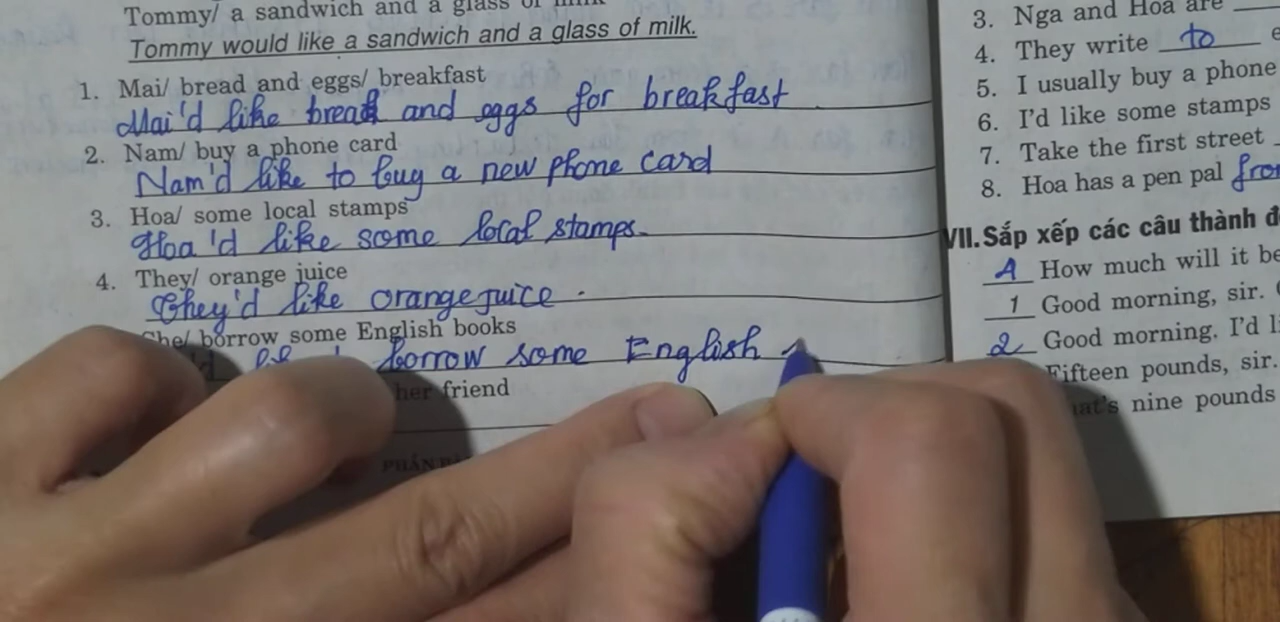 Tommy/ a sandwich and a glass of milk
Tommy would like a sandwich and a glass of milk.
1. Mai/ bread and eggs/ breakfast
Mai'd like bread and eggs for breakfast
2. Nam/ buy a phone card
Nam'd like to buy a new phone card
3. Hoa/ some local stamps
Hoa'd like some local stamps.
4. They/ orange juice
They'd like orange juice.
She/ borrow some English books
borrow some English
her friend
3. Nga and Hoa are
4. They write to
5. I usually buy a phone
6. I'd like some stamps
7. Take the first street
8. Hoa has a pen pal
VII. Sắp xếp các câu thành
How much will it be
1 Good morning, sir.
2 Good morning. I'd
Fifteen pounds, sir.
nine pounds